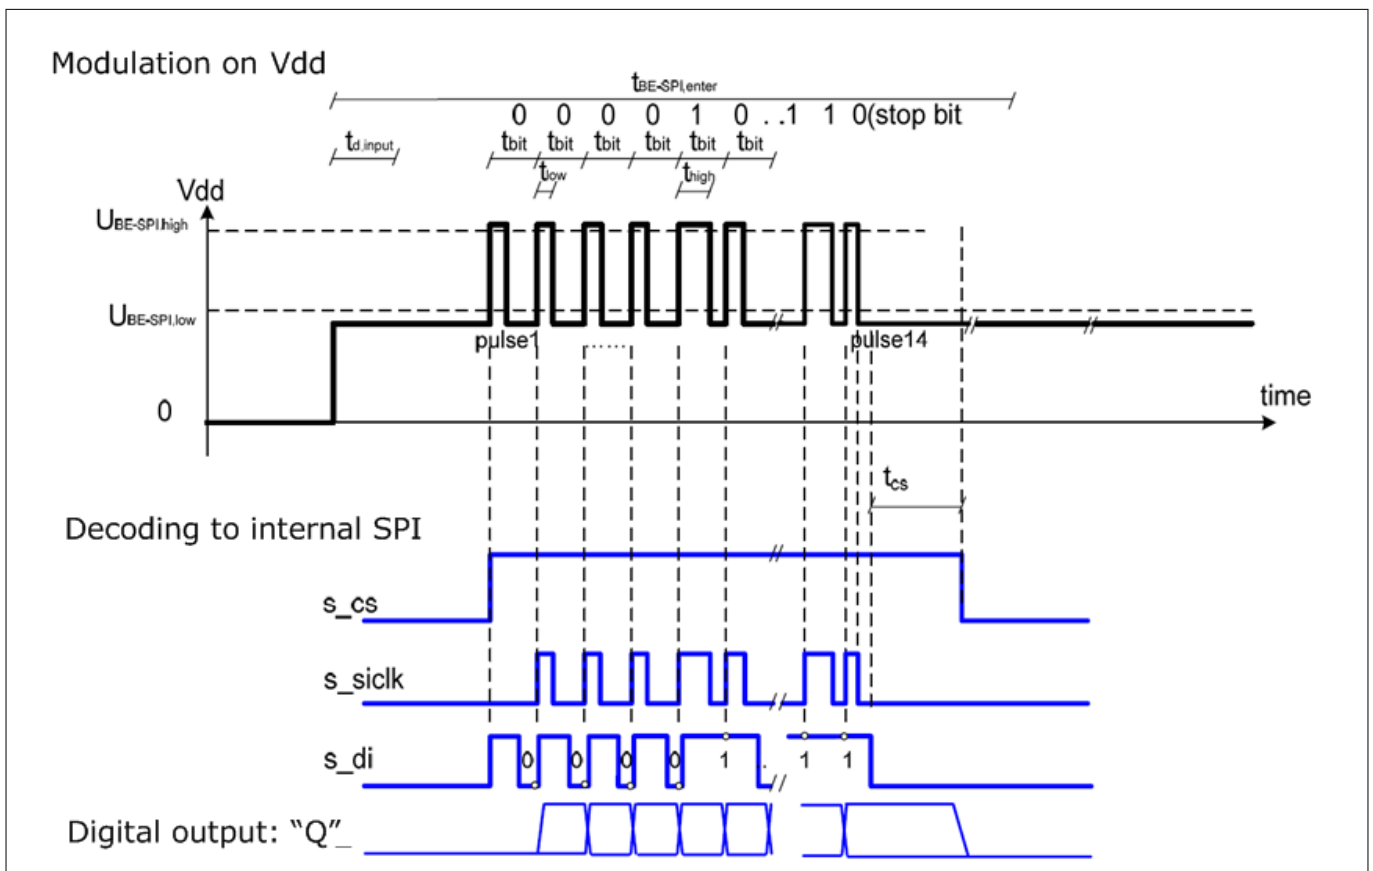 Modulation on Vdd
tBE-SPI,enter
0 0 0 0 1 0 . . 1 1 0(stop bit
td,input tbit tbit tbit tbit tbit tbit
tlow thigh
Vdd
UBE-SPI,high
UBE-SPI,low
pulse1 ...... pulse14
0 time
tcs
Decoding to internal SPI
s_cs
s_siclk
s_di 0 0 0 0 1 . 1 1
Digital output: “Q”_